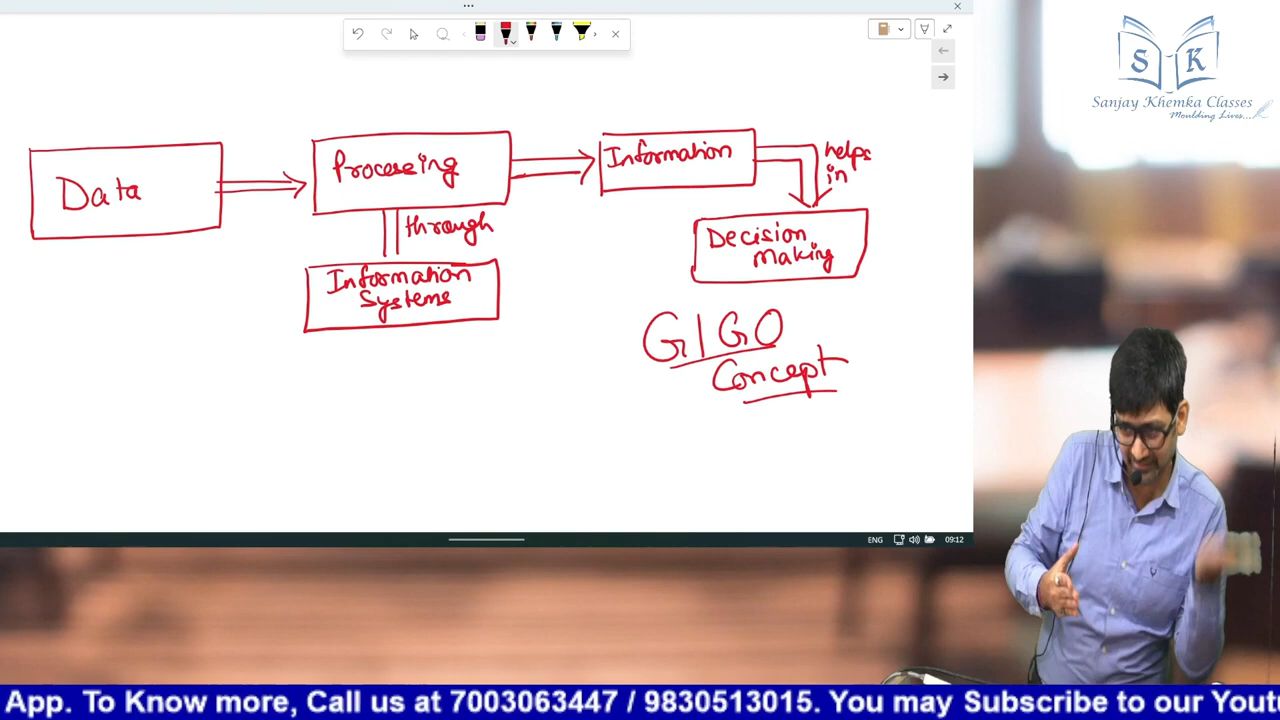 S K
Sanjay Khemka Classes
Moulding Lives...
Data
Processing
Information
helps
in
through
Decision
Making
Information
Systems
GIGO
Concept
ENG
09:12
App. To Know more, Call us at 7003063447 / 9830513015. You may Subscribe to our Yout